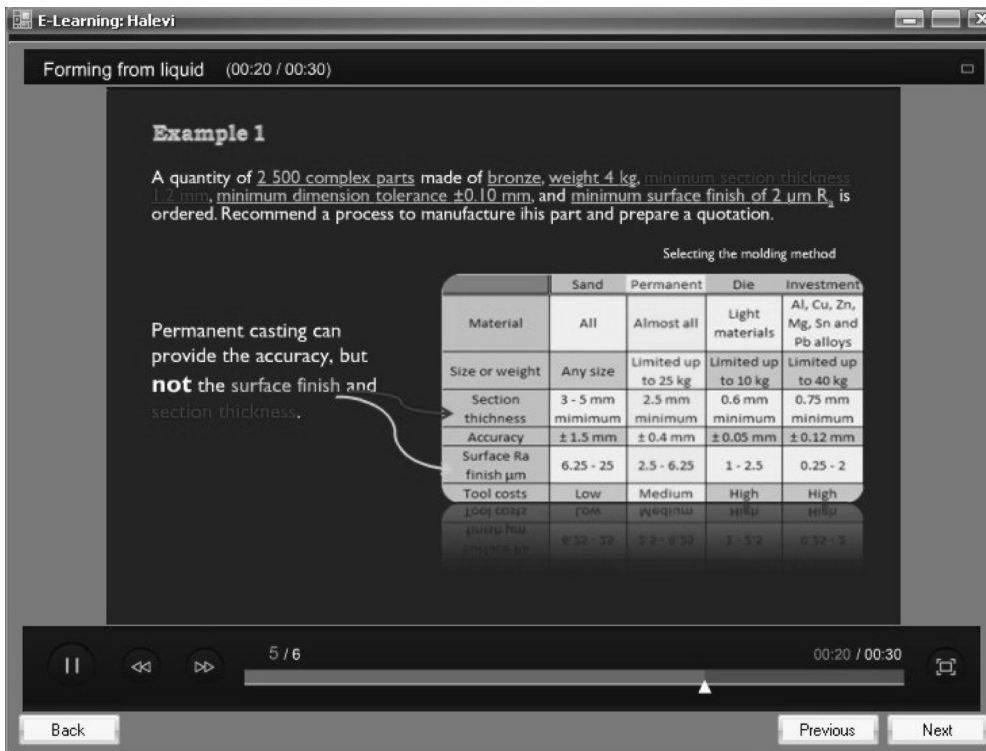 E-Learning: Halevi
Forming from liquid (00:20 / 00:30)
Example 1
A quantity of 2 500 complex parts made of bronze, weight 4 kg, minimum section thickness
1.2 mm, minimum dimension tolerance ±0.10 mm, and minimum surface finish of 2 µm Ra is
ordered. Recommend a process to manufacture ihis part and prepare a quotation.
Selecting the molding method
Permanent casting can
provide the accuracy, but
not the surface finish and
section thickness.
Sand Permanent Die Investment
Material All Almost all Light materials Al, Cu, Zn, Mg, Sn and Pb alloys
Size or weight Any size Limited up to 25 kg Limited up to 10 kg Limited up to 40 kg
Section thichness 3 - 5 mm mimimum 2.5 mm minimum 0.6 mm minimum 0.75 mm minimum
Accuracy ± 1.5 mm ± 0.4 mm ± 0.05 mm ± 0.12 mm
Surface Ra finish µm 6.25 - 25 2.5 - 6.25 1 - 2.5 0.25 - 2
Tool costs Low Medium High High
5 / 6
00:20 / 00:30
Back
Previous
Next